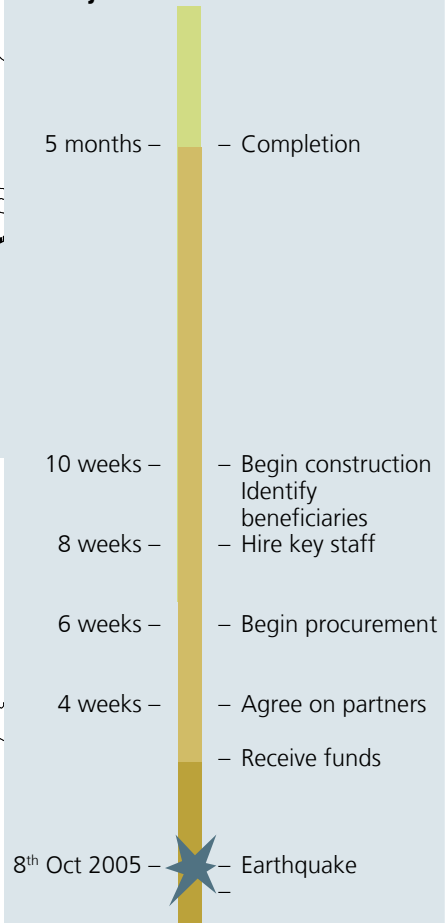 5 months – – Completion
10 weeks – – Begin construction
Identify
beneficiaries
8 weeks – – Hire key staff
6 weeks – – Begin procurement
4 weeks – – Agree on partners
– Receive funds
8th Oct 2005 – – Earthquake
–